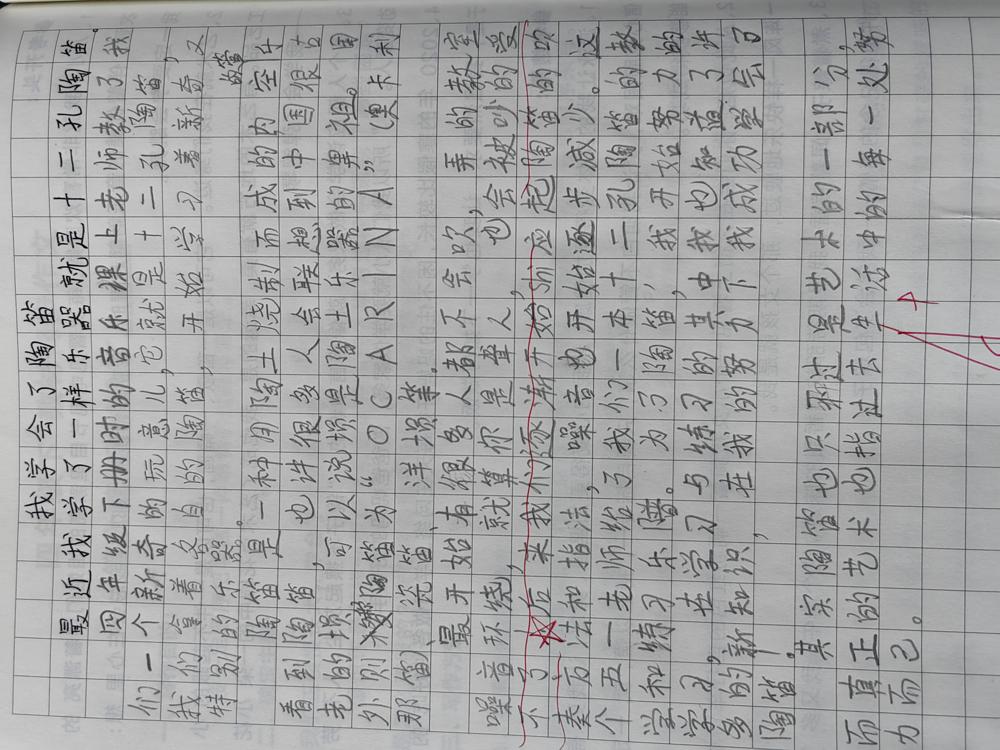 我学会了陶笛
最近我学了一样乐器就是十二孔陶笛。
四年级下册时的音乐课上老师教了我
们一个新奇的玩意儿,它就是十二孔陶笛,
我们拿着各自的陶笛,开始学习着新奇又
特别的乐器。
的管
陶笛是一种用陶土烧制而成的内空乐
看到陶笛,也许很多人会联想到中国很古
老的埙,可以说埙是陶土乐器的鼻祖。国
外则称陶笛为“OCARINA”(奥卡利
那笛)、瓷笛、洋埙等。
最开始有很多人都不会吹,弄的教室
噪音环绕,就算你是聋人,也会被吵的受
不了。后来我们逐渐开始shi应起陶笛的吹
奏方法和指法,噪音也开始逐步减少。这
个五一老师给了我们一本十二孔陶笛的教
学和练习乐谱。为了陶笛,我开始努力的
学习,在学习与练习的其中我也知道了许
多的新知识,在我的努力下我成功学会了
陶笛!
其实陶笛也只不过是艺术的一部分,
而真正的艺术也指过去生活中的每一处努
力而己。